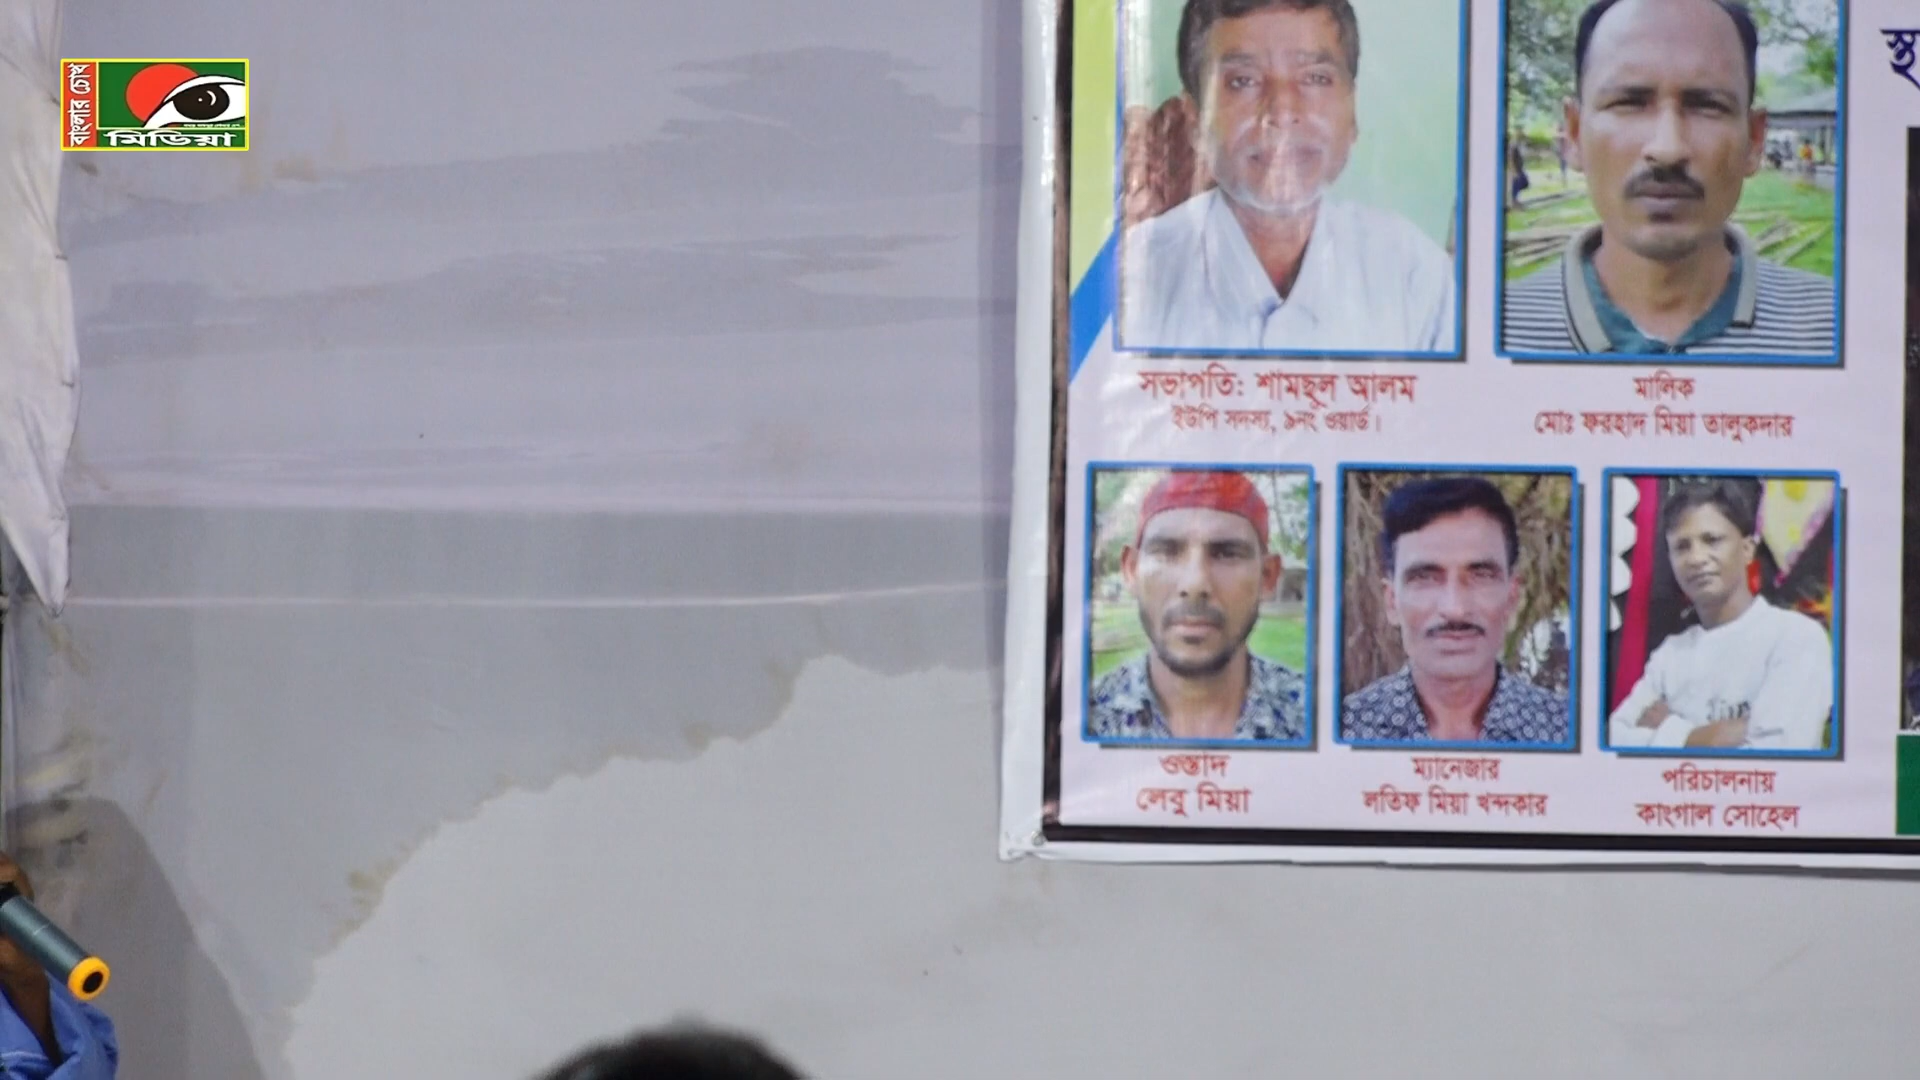 বাংলার চোখ
মিডিয়া
সভাপতি: শামছুল আলম
ইউপি সদস্য, ৯নং ওয়ার্ড।
মালিক
মোঃ ফরহাদ মিয়া তালুকদার
ওস্তাদ
লেবু মিয়া
ম্যানেজার
লতিফ মিয়া খন্দকার
পরিচালনায়
কাংগাল সোহেল